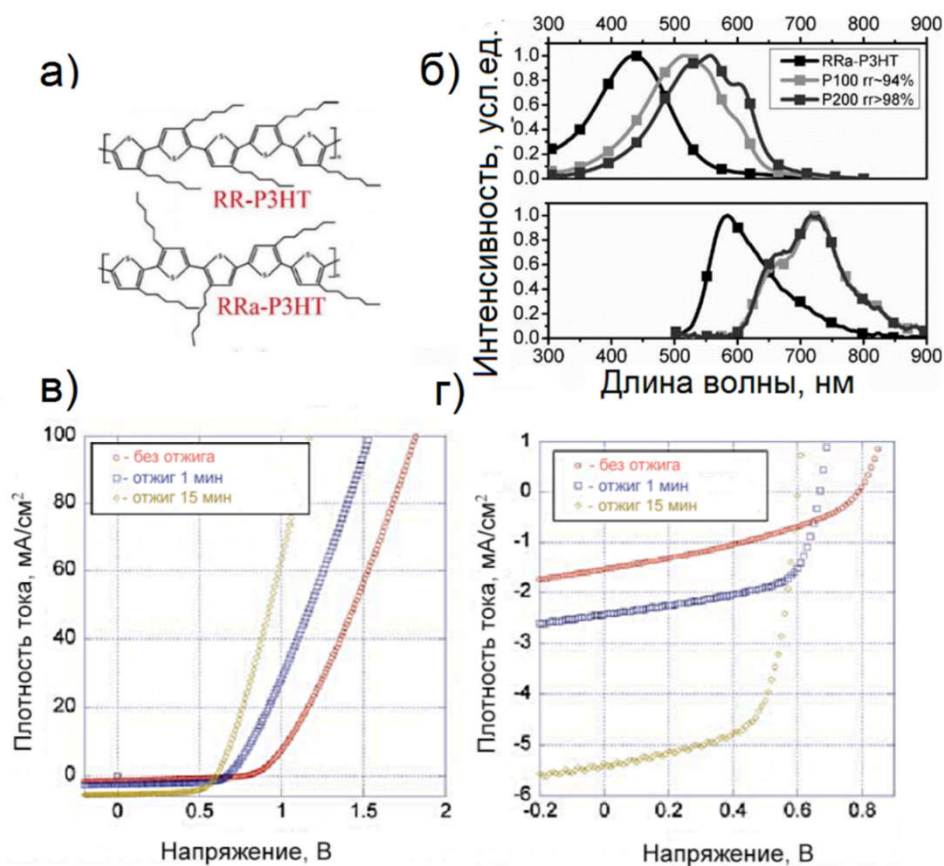 а)
RR-P3HT
RRa-P3HT
б)
300 400 500 600 700 800 900
RRa-P3HT
P100 rr~94%
P200 rr>98%
1.0
0.8
0.6
0.4
0.2
0.0
1.0
0.8
0.6
0.4
0.2
0.0
300 400 500 600 700 800 900
Интенсивность, усл.ед.
Длина волны, нм
в)
- без отжига
- отжиг 1 мин
- отжиг 15 мин
100
80
60
40
20
0
0 0.5 1 1.5 2
Плотность тока, мА/см²
Напряжение, В
г)
- без отжига
- отжиг 1 мин
- отжиг 15 мин
1
0
-1
-2
-3
-4
-5
-6
-0.2 0 0.2 0.4 0.6 0.8
Плотность тока, мА/см²
Напряжение, В